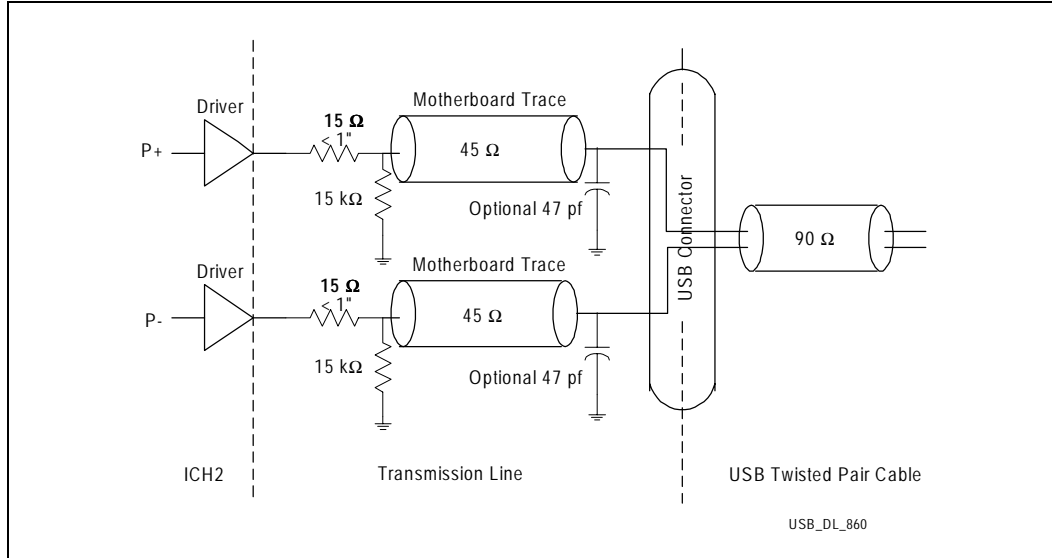 Driver
P+
15 Ω
< 1"
15 kΩ
Motherboard Trace
45 Ω
Optional 47 pf
Driver
P-
15 Ω
< 1"
15 kΩ
Motherboard Trace
45 Ω
Optional 47 pf
USB Connector
90 Ω
ICH2
Transmission Line
USB Twisted Pair Cable
USB_DL_860